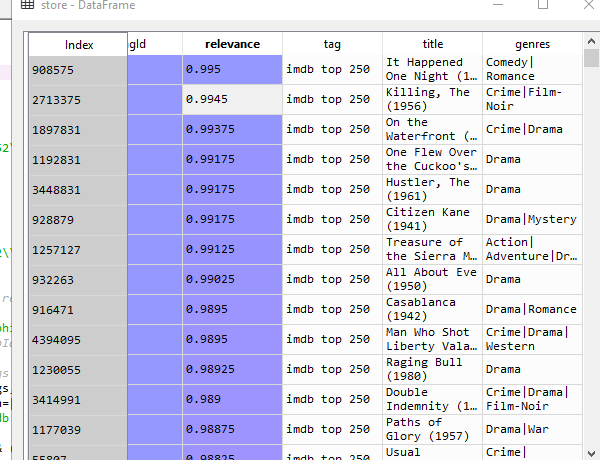 store - DataFrame
Index gId relevance tag title genres
908575 0.995 imdb top 250 It Happened One Night (1… Comedy| Romance
2713375 0.9945 imdb top 250 Killing, The (1956) Crime|Film-Noir
1897831 0.99375 imdb top 250 On the Waterfront (… Crime|Drama
1192831 0.99175 imdb top 250 One Flew Over the Cuckoo's… Drama
3448831 0.99175 imdb top 250 Hustler, The (1961) Drama
928879 0.99175 imdb top 250 Citizen Kane (1941) Drama|Mystery
1257127 0.99125 imdb top 250 Treasure of the Sierra M… Action| Adventure|Dr…
932263 0.99025 imdb top 250 All About Eve (1950) Drama
916471 0.9895 imdb top 250 Casablanca (1942) Drama|Romance
4394095 0.9895 imdb top 250 Man Who Shot Liberty Vala… Crime|Drama| Western
1230055 0.98925 imdb top 250 Raging Bull (1980) Drama
3414991 0.989 imdb top 250 Double Indemnity (1… Crime|Drama| Film-Noir
1177039 0.98875 imdb top 250 Paths of Glory (1957) Drama|War
55807 0.98825 imdb top 250 Usual Crime|